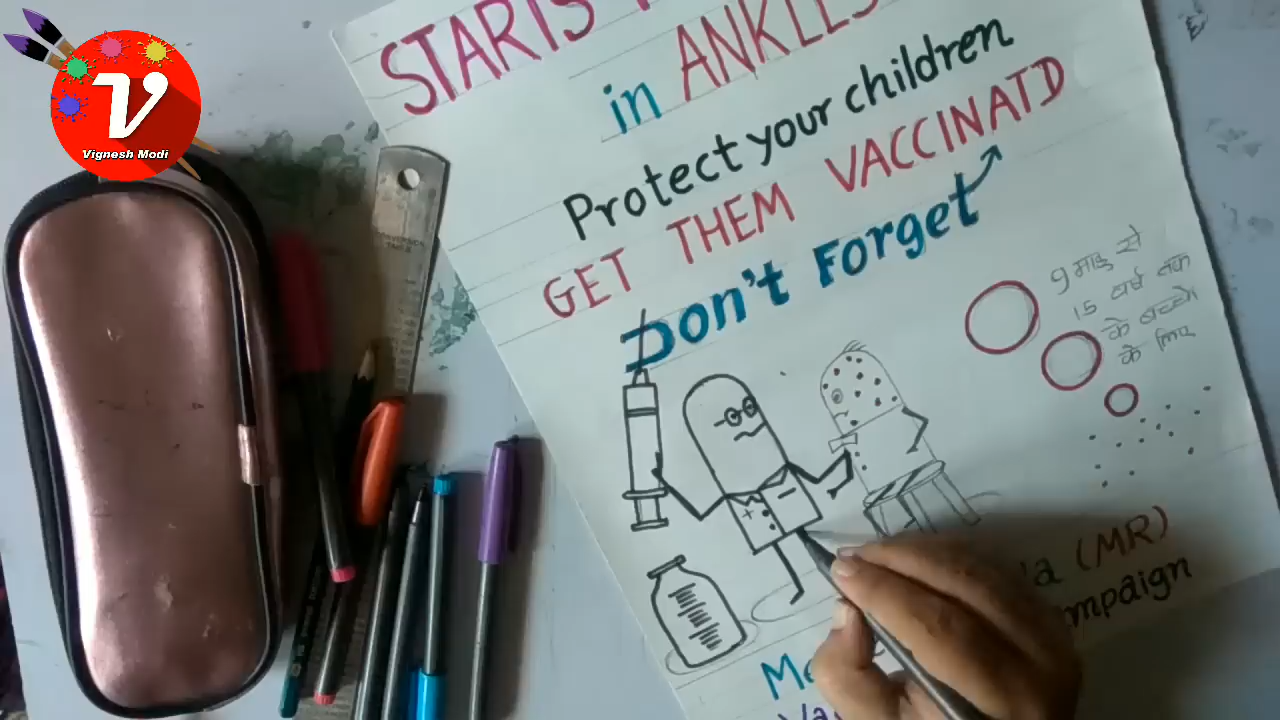 Vignesh Modi
STARTS
in ANKLES
Protect your children
GET THEM VACCINATD
Don't Forget
9 माह से
15 वर्ष तक
के बच्चों
के लिए
(MR)